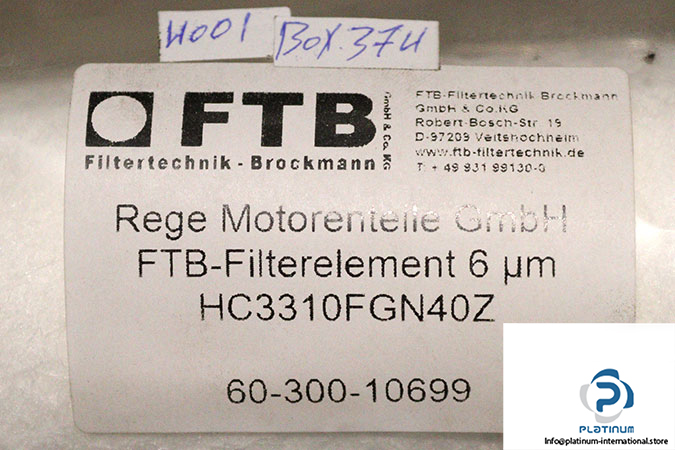 H001
Box.374
FTB
GmbH & Co. KG
Filtertechnik - Brockmann
FTB-Filtertechnik Brockmann
GmbH & Co.KG
Robert-Bosch-Str. 19
D-97209 Veitshöchheim
www.ftb-filtertechnik.de
T: + 49 931 99130-0
Rege Motorenteile GmbH
FTB-Filterelement 6 µm
HC3310FGN40Z
60-300-10699
PLATINUM
Info@platinum-international.store